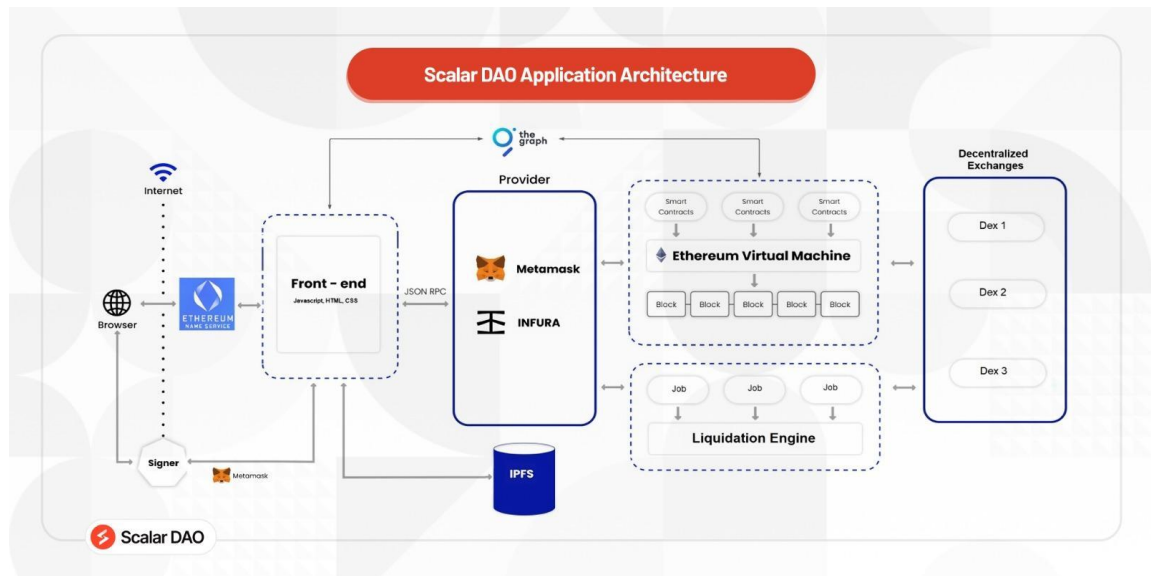 Scalar DAO Application Architecture
the
graph
Decentralized
Exchanges
Internet
Provider
Smart
Contracts
Smart
Contracts
Smart
Contracts
Dex 1
Ethereum Virtual Machine
Metamask
Front - end
Javascript, HTML, CSS
JSON RPC
Dex 2
Block
Block
Block
Block
Block
ETHEREUM
NAME SERVICE
Browser
INFURA
Dex 3
Job
Job
Job
Liquidation Engine
Signer
Metamask
IPFS
Scalar DAO